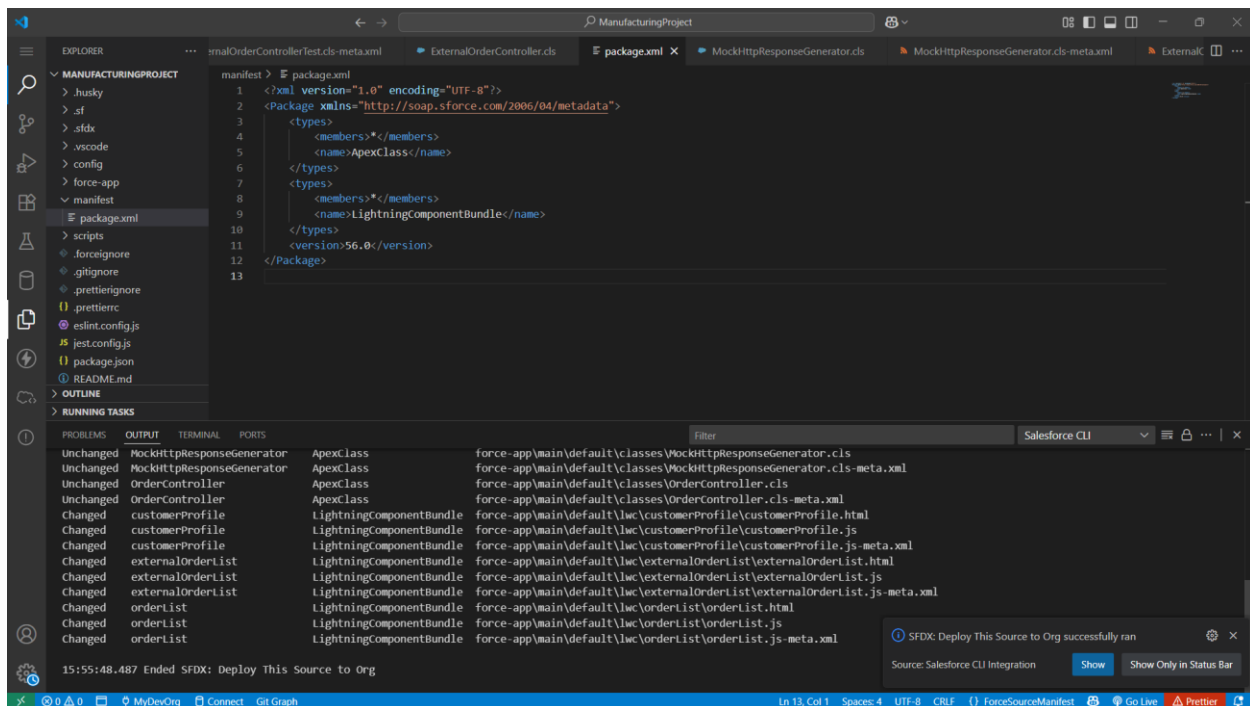 ManufacturingProject
EXPLORER
ernalOrderControllerTest.cls-meta.xml
ExternalOrderController.cls
package.xml
MockHttpResponseGenerator.cls
MockHttpResponseGenerator.cls-meta.xml
ExternalC
MANUFACTURINGPROJECT
.husky
.sf
.sfdx
.vscode
config
force-app
manifest
package.xml
scripts
.forceignore
.gitignore
.prettierignore
.prettierrc
eslint.config.js
jest.config.js
package.json
README.md
OUTLINE
RUNNING TASKS
manifest > package.xml
1 <?xml version="1.0" encoding="UTF-8"?>
2 <Package xmlns="http://soap.sforce.com/2006/04/metadata">
3 <types>
4 <members>*</members>
5 <name>ApexClass</name>
6 </types>
7 <types>
8 <members>*</members>
9 <name>LightningComponentBundle</name>
10 </types>
11 <version>56.0</version>
12 </Package>
13
PROBLEMS OUTPUT TERMINAL PORTS
Filter
Salesforce CLI
Unchanged MockHttpResponseGenerator ApexClass force-app\main\default\classes\MockHttpResponseGenerator.cls
Unchanged MockHttpResponseGenerator ApexClass force-app\main\default\classes\MockHttpResponseGenerator.cls-meta.xml
Unchanged OrderController ApexClass force-app\main\default\classes\OrderController.cls
Unchanged OrderController ApexClass force-app\main\default\classes\OrderController.cls-meta.xml
Changed customerProfile LightningComponentBundle force-app\main\default\lwc\customerProfile\customerProfile.html
Changed customerProfile LightningComponentBundle force-app\main\default\lwc\customerProfile\customerProfile.js
Changed customerProfile LightningComponentBundle force-app\main\default\lwc\customerProfile\customerProfile.js-meta.xml
Changed externalOrderList LightningComponentBundle force-app\main\default\lwc\externalOrderList\externalOrderList.html
Changed externalOrderList LightningComponentBundle force-app\main\default\lwc\externalOrderList\externalOrderList.js
Changed externalOrderList LightningComponentBundle force-app\main\default\lwc\externalOrderList\externalOrderList.js-meta.xml
Changed orderList LightningComponentBundle force-app\main\default\lwc\orderList\orderList.html
Changed orderList LightningComponentBundle force-app\main\default\lwc\orderList\orderList.js
Changed orderList LightningComponentBundle force-app\main\default\lwc\orderList\orderList.js-meta.xml
15:55:48.487 Ended SFDX: Deploy This Source to Org
SFDX: Deploy This Source to Org successfully ran
Source: Salesforce CLI Integration
Show
Show Only in Status Bar
0 0 0 MyDevOrg Connect Git Graph
Ln 13, Col 1 Spaces: 4 UTF-8 CRLF {} ForceSourceManifest Go Live Prettier